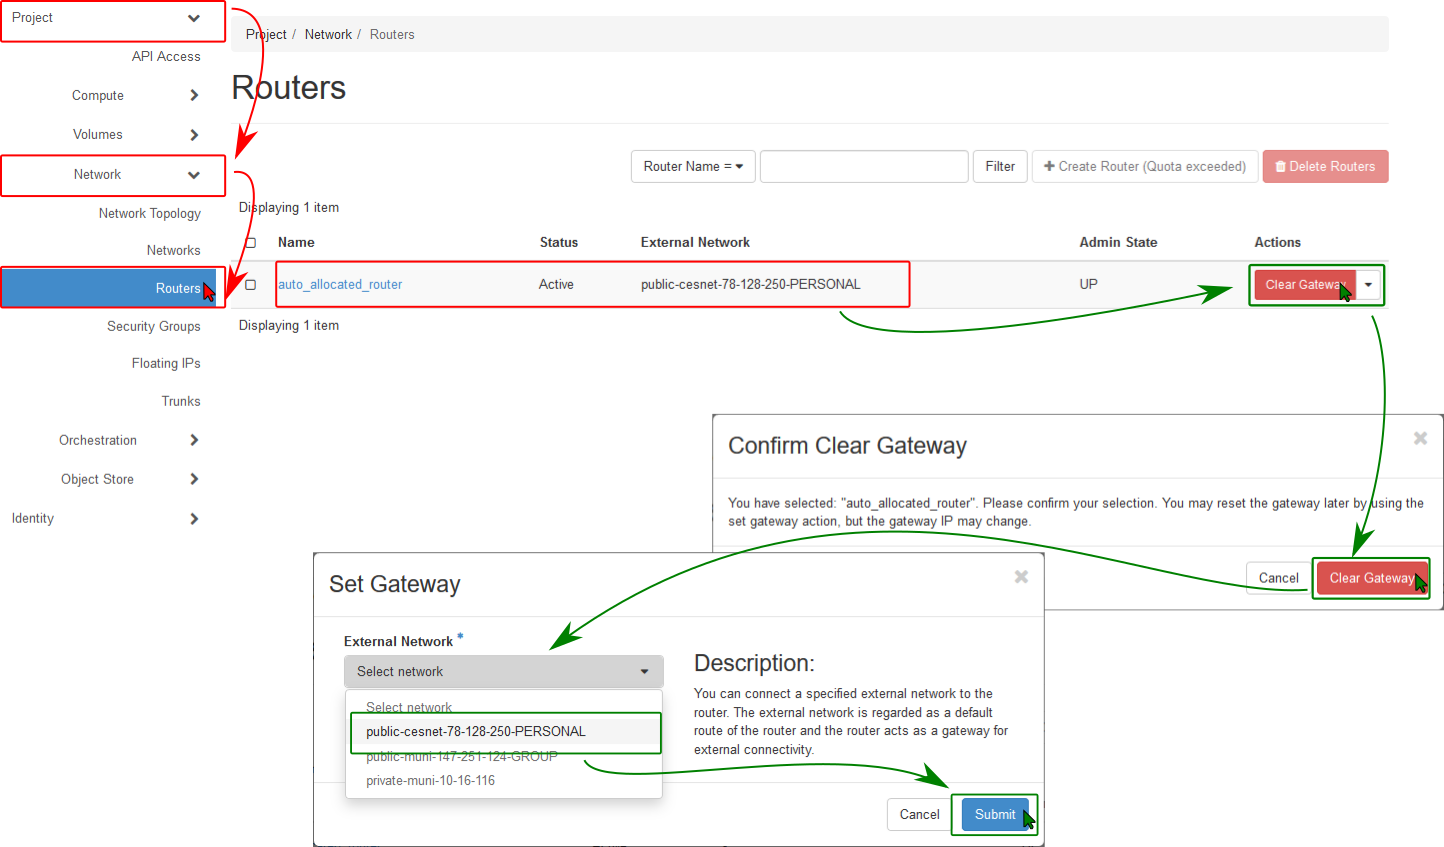 Project
API Access
Compute
Volumes
Network
Network Topology
Networks
Routers
Security Groups
Floating IPs
Trunks
Orchestration
Object Store
Identity
Project / Network / Routers
Routers
Router Name = Filter Create Router (Quota exceeded) Delete Routers
Displaying 1 item
Name Status External Network Admin State Actions
auto_allocated_router Active public-cesnet-78-128-250-PERSONAL UP Clear Gateway
Displaying 1 item
Confirm Clear Gateway
You have selected: "auto_allocated_router". Please confirm your selection. You may reset the gateway later by using the
set gateway action, but the gateway IP may change.
Cancel Clear Gateway
Set Gateway
External Network *
Select network
Select network
public-cesnet-78-128-250-PERSONAL
public-muni-147-251-124-GROUP
private-muni-10-16-116
Description:
You can connect a specified external network to the
router. The external network is regarded as a default
route of the router and the router acts as a gateway for
external connectivity.
Cancel Submit